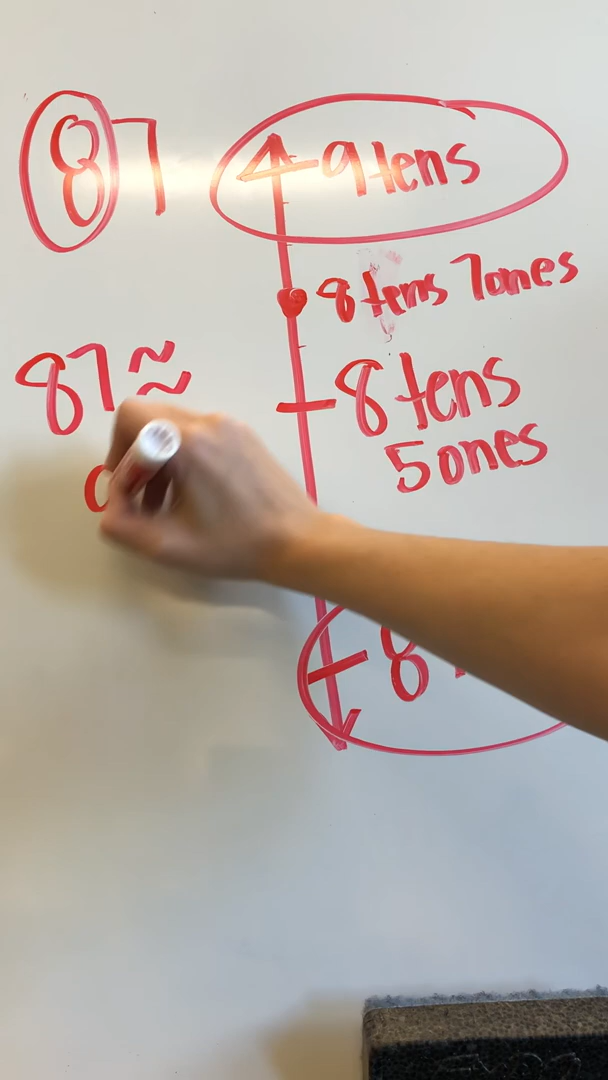 87
9 tens
8 tens 7 ones
87 ≈
8 tens
5 ones
8